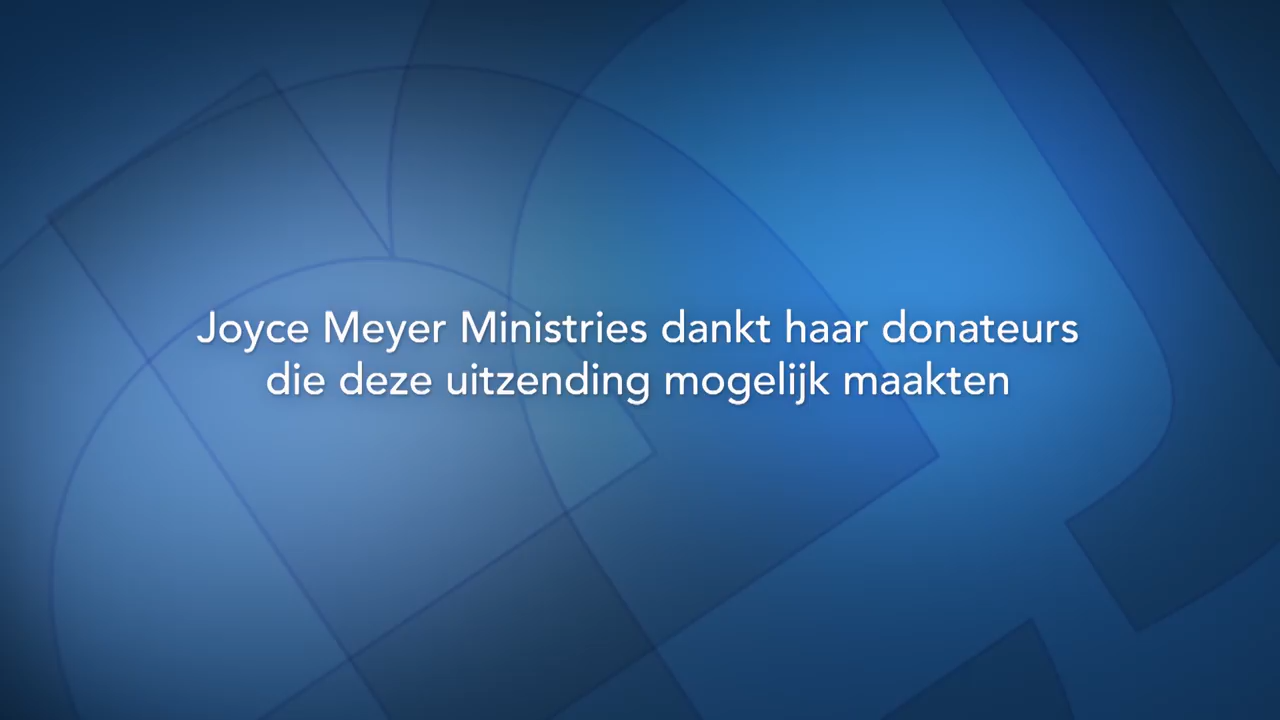 Joyce Meyer Ministries dankt haar donateurs
die deze uitzending mogelijk maakten